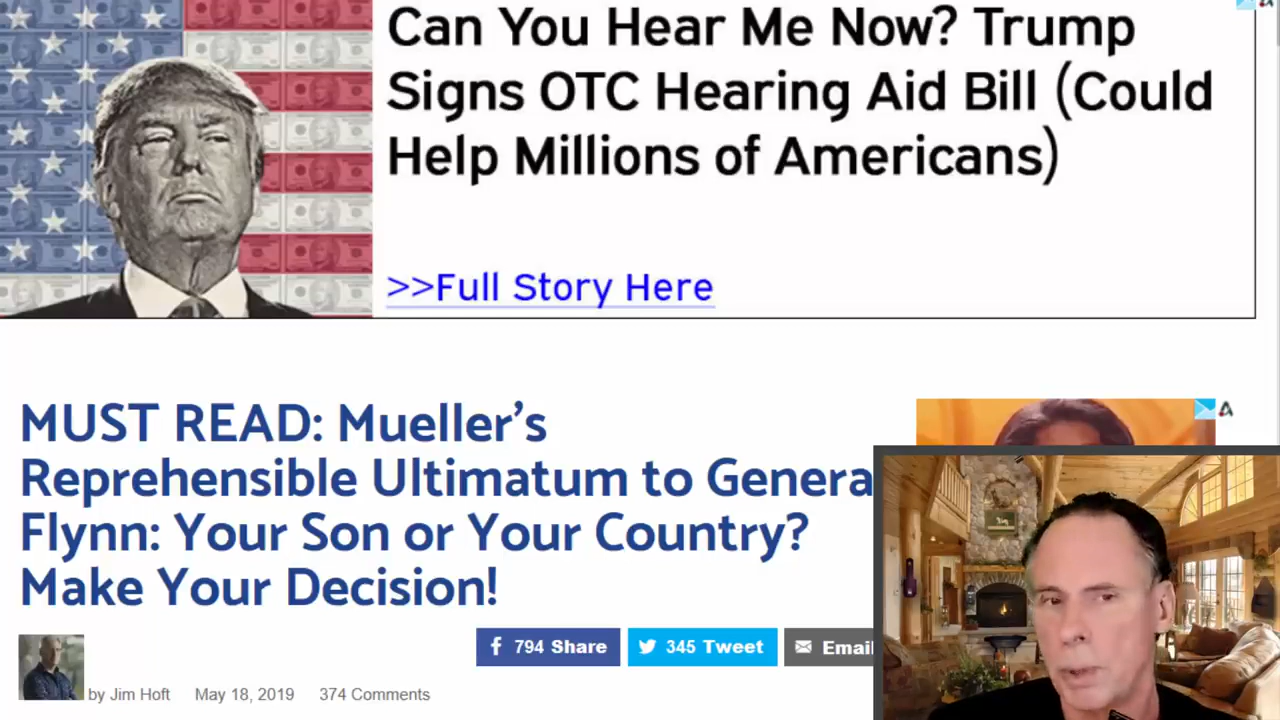 Can You Hear Me Now? Trump
Signs OTC Hearing Aid Bill (Could
Help Millions of Americans)
>>Full Story Here
MUST READ: Mueller’s
Reprehensible Ultimatum to Genera
Flynn: Your Son or Your Country?
Make Your Decision!
794 Share
345 Tweet
Email
by Jim Hoft May 18, 2019 374 Comments